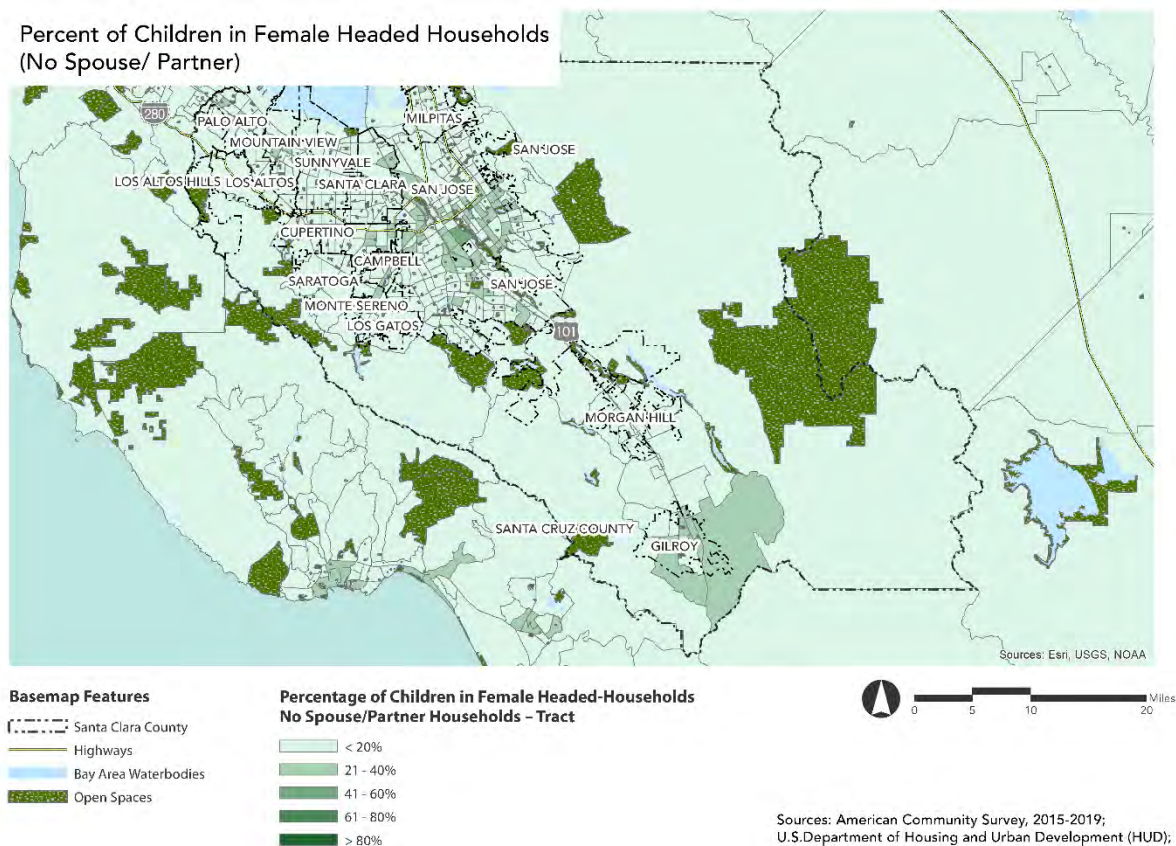 Percent of Children in Female Headed Households
(No Spouse/ Partner)
280
PALO ALTO
MILPITAS
MOUNTAIN VIEW
SAN JOSE
SUNNYVALE
LOS ALTOS HILLS
LOS ALTOS
SANTA CLARA
SAN JOSE
CUPERTINO
CAMPBELL
SARATOGA
SAN JOSE
MONTE SERENO
LOS GATOS
101
MORGAN HILL
SANTA CRUZ COUNTY
GILROY
Sources: Esri, USGS, NOAA
Basemap Features
Santa Clara County
Highways
Bay Area Waterbodies
Open Spaces
Percentage of Children in Female Headed-Households
No Spouse/Partner Households – Tract
< 20%
21 - 40%
41 - 60%
61 - 80%
> 80%
Miles
0 5 10 20
Sources: American Community Survey, 2015-2019;
U.S.Department of Housing and Urban Development (HUD);